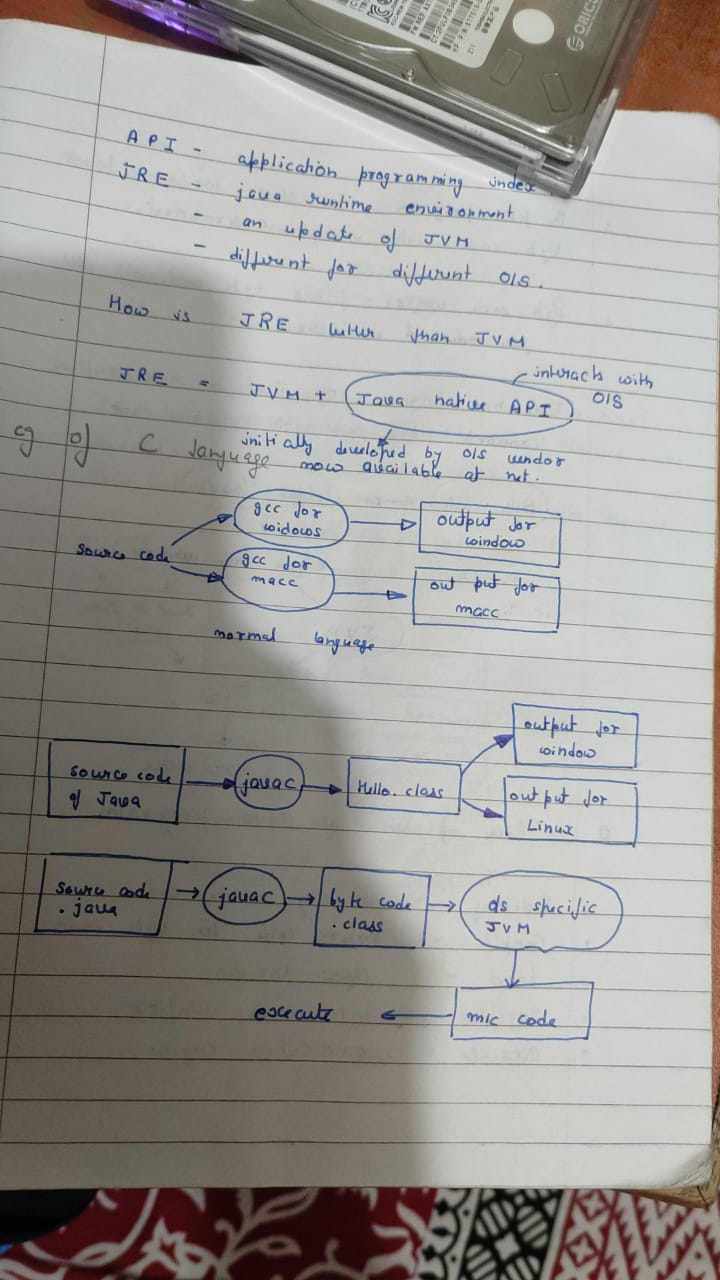 ORICO
API - application programming index.
JRE - java runtime environment
- an update of JVM
- different for different O/S.
How is JRE better than JVM
JRE = JVM + Java native API
interacts with O/S
initially developed by O/S vendor
now available at net.
eg of C language
source code
gcc for
widows
output for
window
gcc for
macc
out put for
macc
normal language
source code
of Java
javac
Hello.class
output for
window
output for
Linux
source code
.java
javac
byte code
.class
os specific
JVM
m/c code
execute